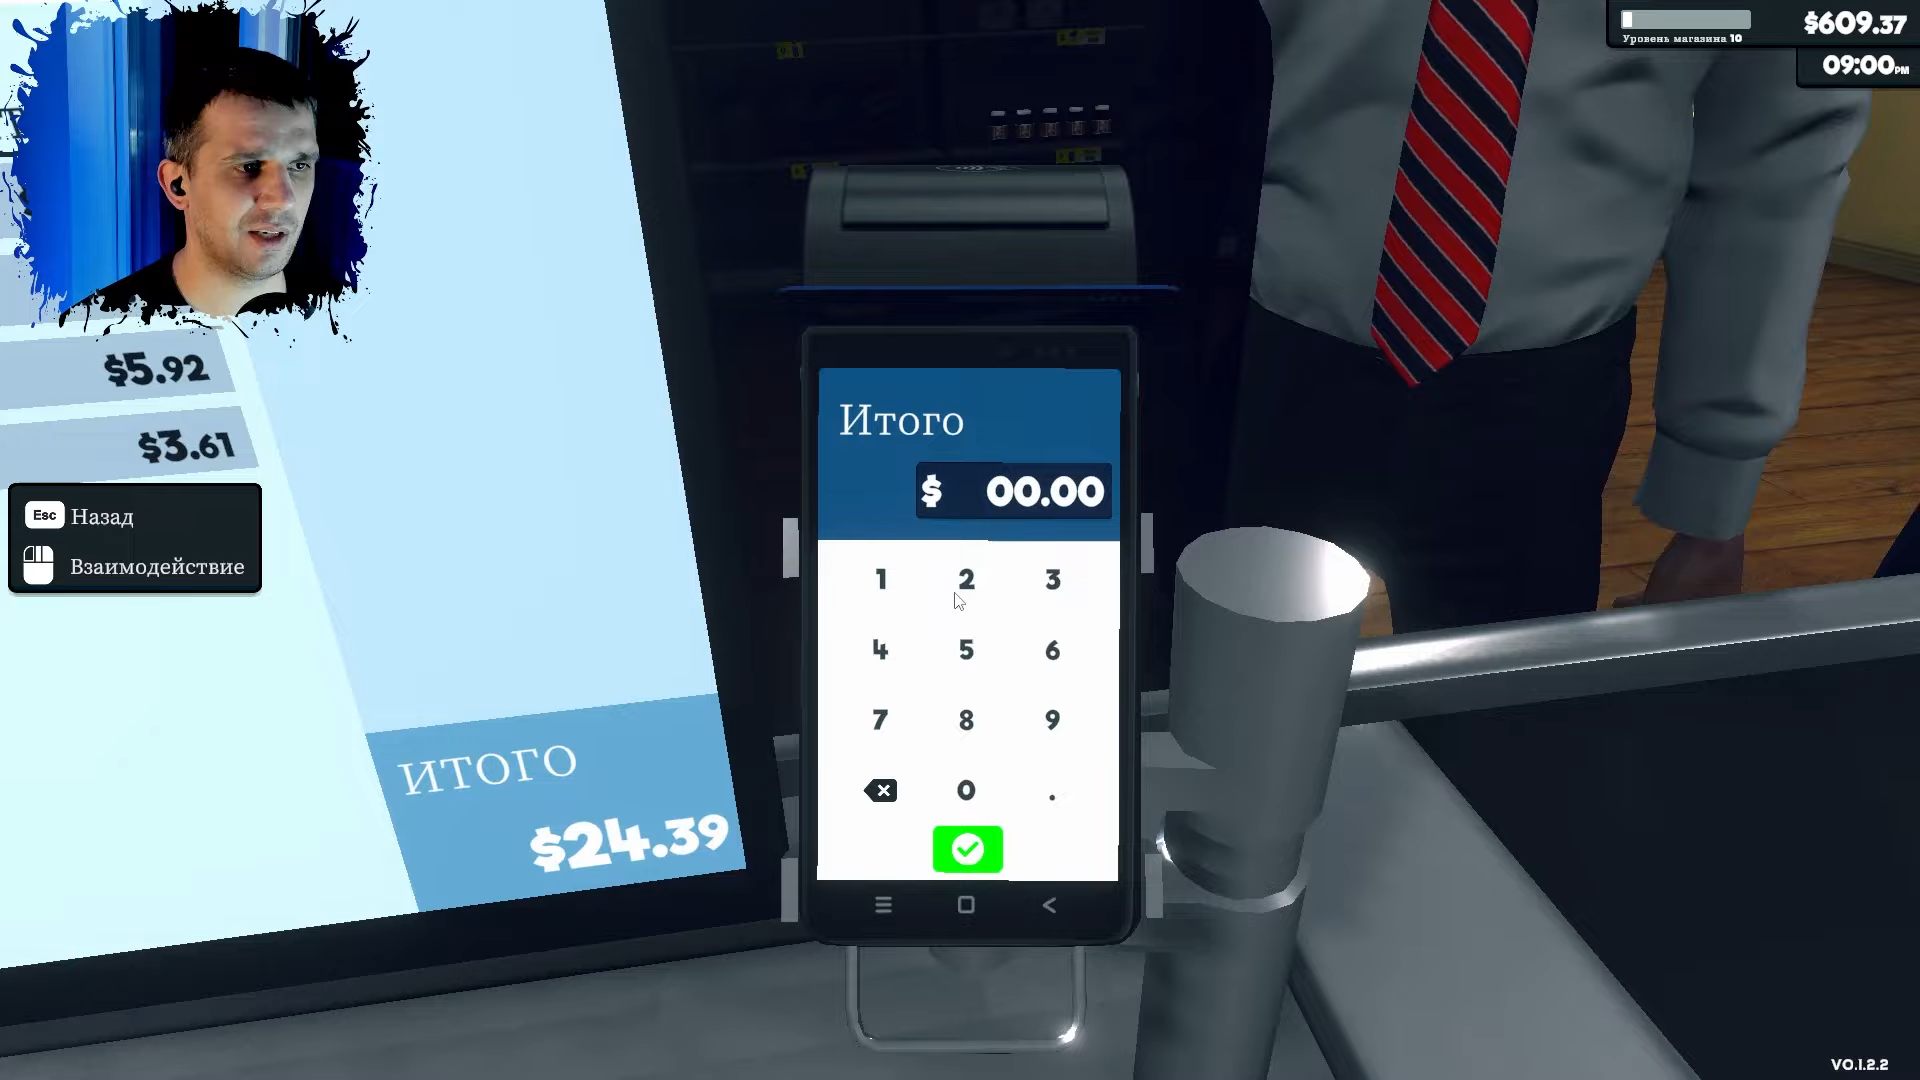 $609.37
Уровень магазина 10
09:00PM
$5.92
$3.61
Esc Назад
Взаимодействие
Итого
$ 00.00
1 2 3
4 5 6
7 8 9
0 .
ИТОГО
$24.39
V0.1.2.2